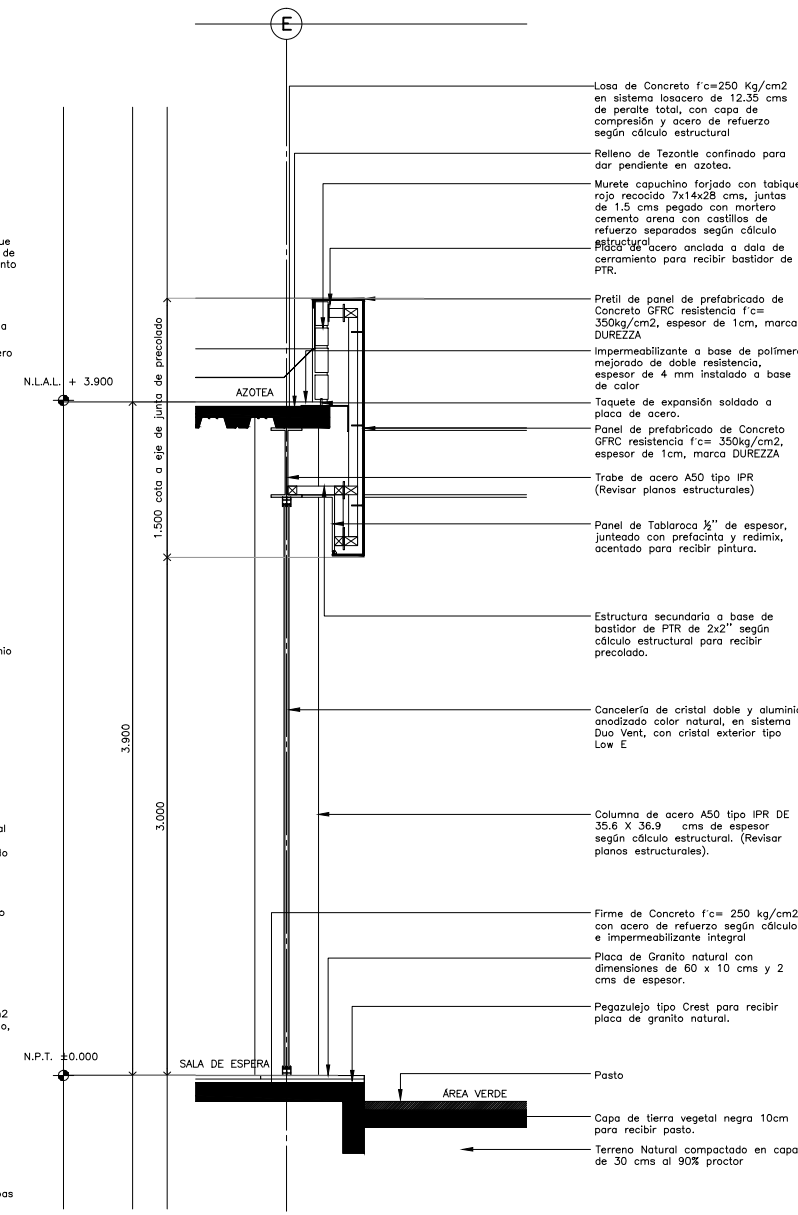 E
Losa de Concreto f'c=250 Kg/cm2
en sistema losacero de 12.35 cms
de peralte total, con capa de
compresión y acero de refuerzo
según cálculo estructural
Relleno de Tezontle confinado para
dar pendiente en azotea.
Murete capuchino forjado con tabique
rojo recocido 7x14x28 cms, juntas
de 1.5 cms pegado con mortero
cemento arena con castillos de
refuerzo separados según cálculo
estructural
Placa de acero anclada a dala de
cerramiento para recibir bastidor de
PTR.
Pretil de panel de prefabricado de
Concreto GFRC resistencia f'c=
350kg/cm2, espesor de 1cm, marca
DUREZZA
Impermeabilizante a base de polímero
mejorado de doble resistencia,
espesor de 4 mm instalado a base
de calor
Taquete de expansión soldado a
placa de acero.
Panel de prefabricado de Concreto
GFRC resistencia f'c= 350kg/cm2,
espesor de 1cm, marca DUREZZA
Trabe de acero A50 tipo IPR
(Revisar planos estructurales)
Panel de Tablaroca ½" de espesor,
junteado con prefacinta y redimix,
acentado para recibir pintura.
Estructura secundaria a base de
bastidor de PTR de 2x2" según
cálculo estructural para recibir
precolado.
Cancelería de cristal doble y aluminio
anodizado color natural, en sistema
Duo Vent, con cristal exterior tipo
Low E
Columna de acero A50 tipo IPR DE
35.6 X 36.9 cms de espesor
según cálculo estructural. (Revisar
planos estructurales).
Firme de Concreto f'c= 250 kg/cm2
con acero de refuerzo según cálculo
e impermeabilizante integral
Placa de Granito natural con
dimensiones de 60 x 10 cms y 2
cms de espesor.
Pegazulejo tipo Crest para recibir
placa de granito natural.
Pasto
Capa de tierra vegetal negra 10cm
para recibir pasto.
Terreno Natural compactado en capa
de 30 cms al 90% proctor
N.L.A.L. + 3.900
AZOTEA
1.500 cota a eje de junta de precolado
3.900
3.000
N.P.T. ±0.000
SALA DE ESPERA
ÁREA VERDE